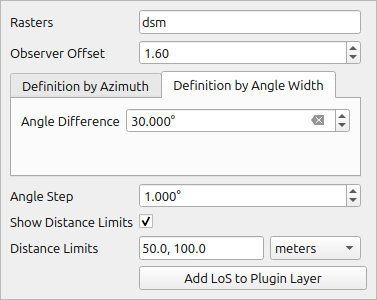 Rasters dsm
Observer Offset 1.60
Definition by Azimuth Definition by Angle Width
Angle Difference 30.000°
Angle Step 1.000°
Show Distance Limits
Distance Limits 50.0, 100.0 meters
Add LoS to Plugin Layer